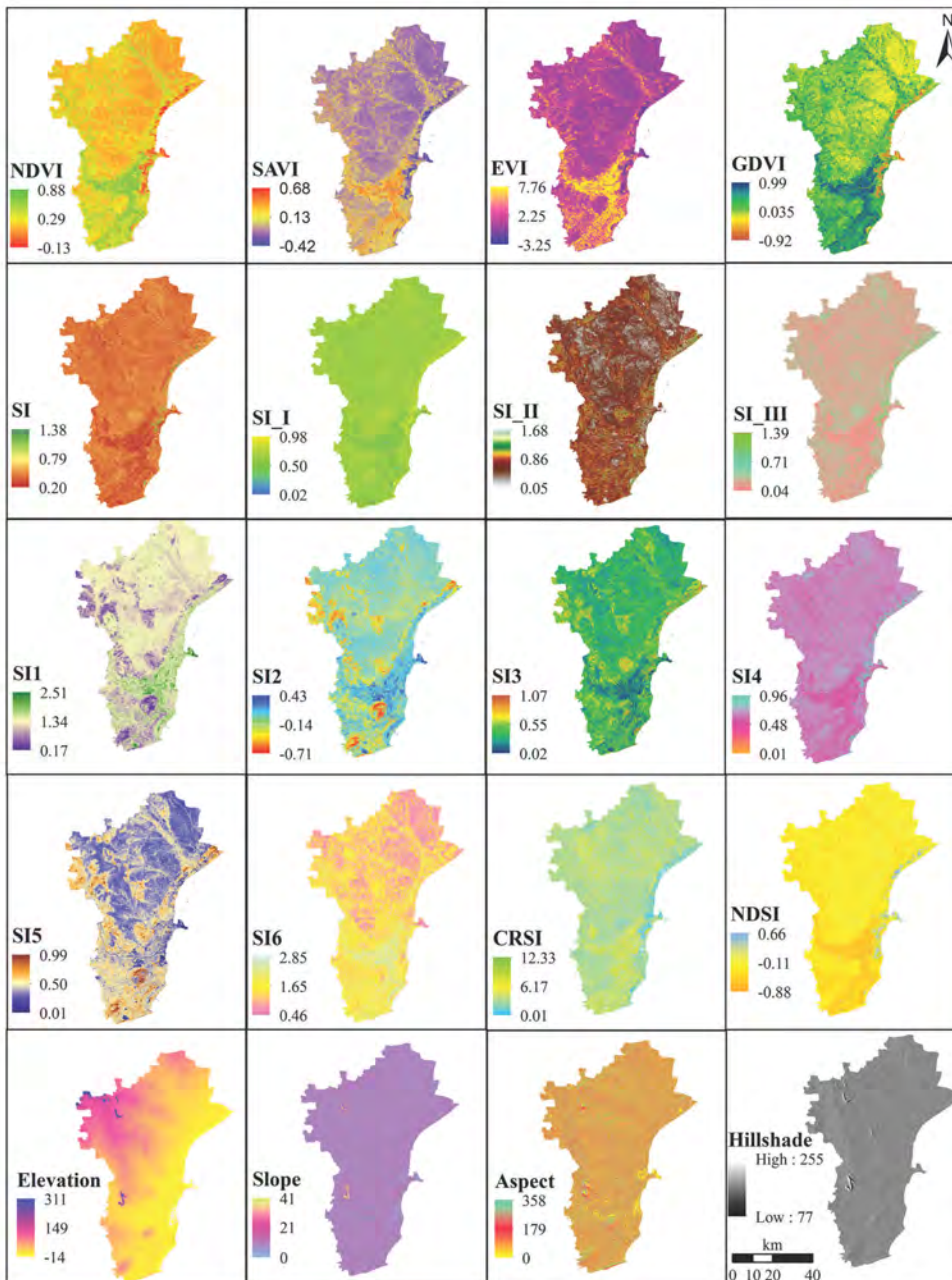 N
NDVI
0.88
0.29
-0.13
SAVI
0.68
0.13
-0.42
EVI
7.76
2.25
-3.25
GDVI
0.99
0.035
-0.92
SI
1.38
0.79
0.20
SI_I
0.98
0.50
0.02
SI_II
1.68
0.86
0.05
SI_III
1.39
0.71
0.04
SI1
2.51
1.34
0.17
SI2
0.43
-0.14
-0.71
SI3
1.07
0.55
0.02
SI4
0.96
0.48
0.01
SI5
0.99
0.50
0.01
SI6
2.85
1.65
0.46
CRSI
12.33
6.17
0.01
NDSI
0.66
-0.11
-0.88
Elevation
311
149
-14
Slope
41
21
0
Aspect
358
179
0
Hillshade
High : 255
Low : 77
km
0 10 20 40